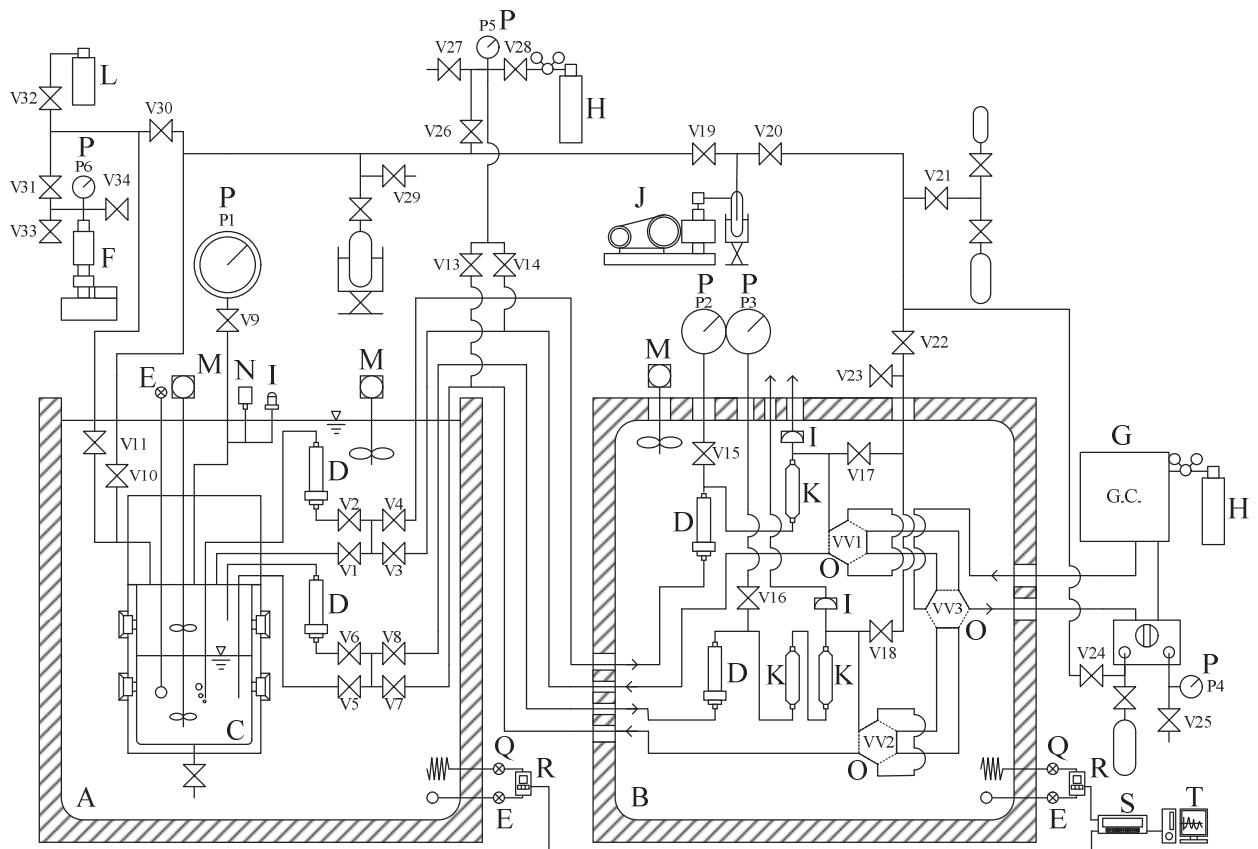 P5 P
V27
V28
L
V32
H
V30
V26
V19
V20
P
P6
V34
V31
V33
F
P
P1
V29
J
V21
V13
V14
P
P2
P
P3
V9
V22
M
E
N
I
M
M
V23
V11
V10
D
V15
I
V17
K
G
G.C.
H
V2
V4
D
VV1
V1
V3
O
D
V16
I
VV3
O
V6
V8
V18
V5
V7
D
K
K
V24
P
P4
V25
C
VV2
O
Q
R
E
A
B
Q
R
E
S
T